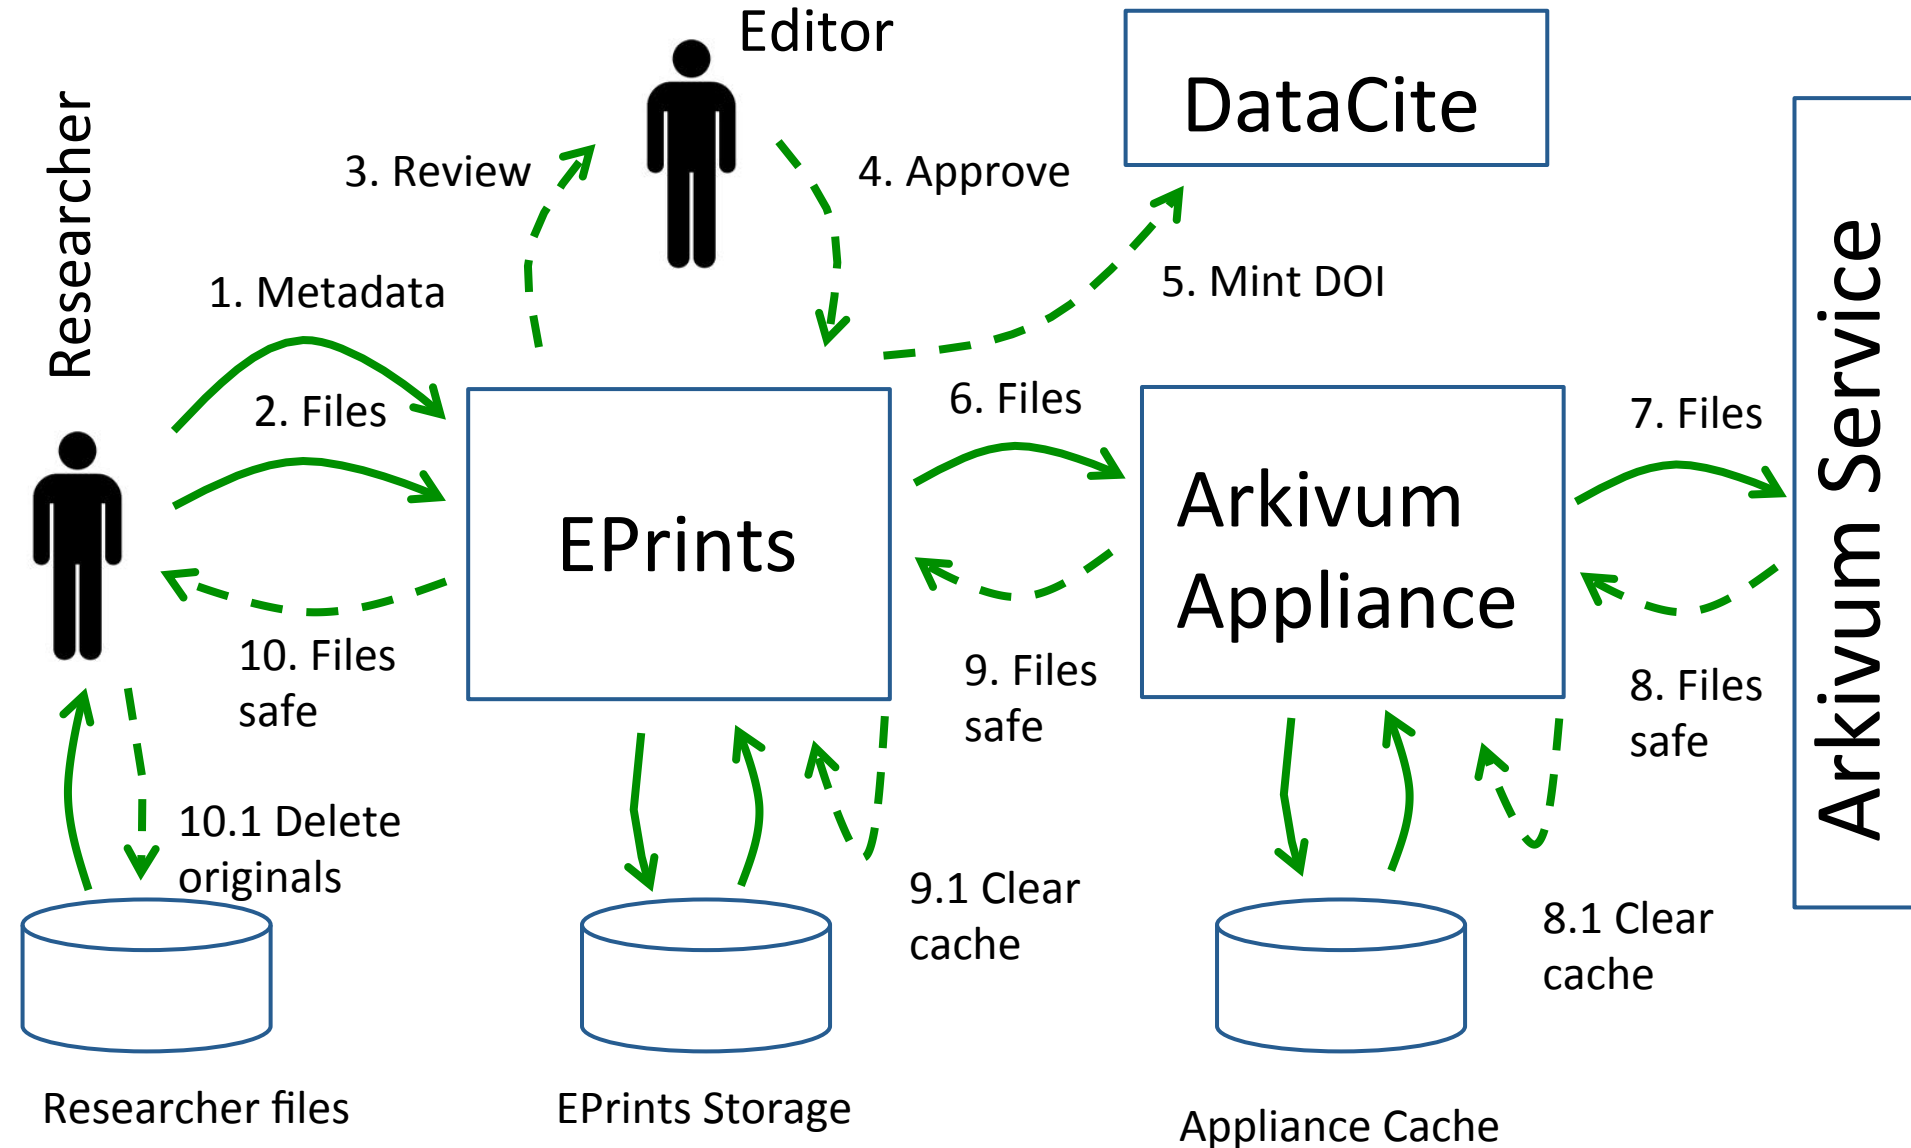 Editor
DataCite
Researcher
3. Review
4. Approve
1. Metadata
5. Mint DOI
2. Files
6. Files
7. Files
EPrints
Arkivum
Appliance
Arkivum Service
10. Files
safe
9. Files
safe
8. Files
safe
10.1 Delete
originals
9.1 Clear
cache
8.1 Clear
cache
Researcher files
EPrints Storage
Appliance Cache